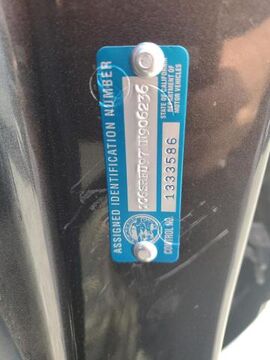 ASSIGNED IDENTIFICATION NUMBER
STATE OF CALIFORNIA
DEPARTMENT OF
MOTOR VEHICLES
CONTROL NO.
1333586